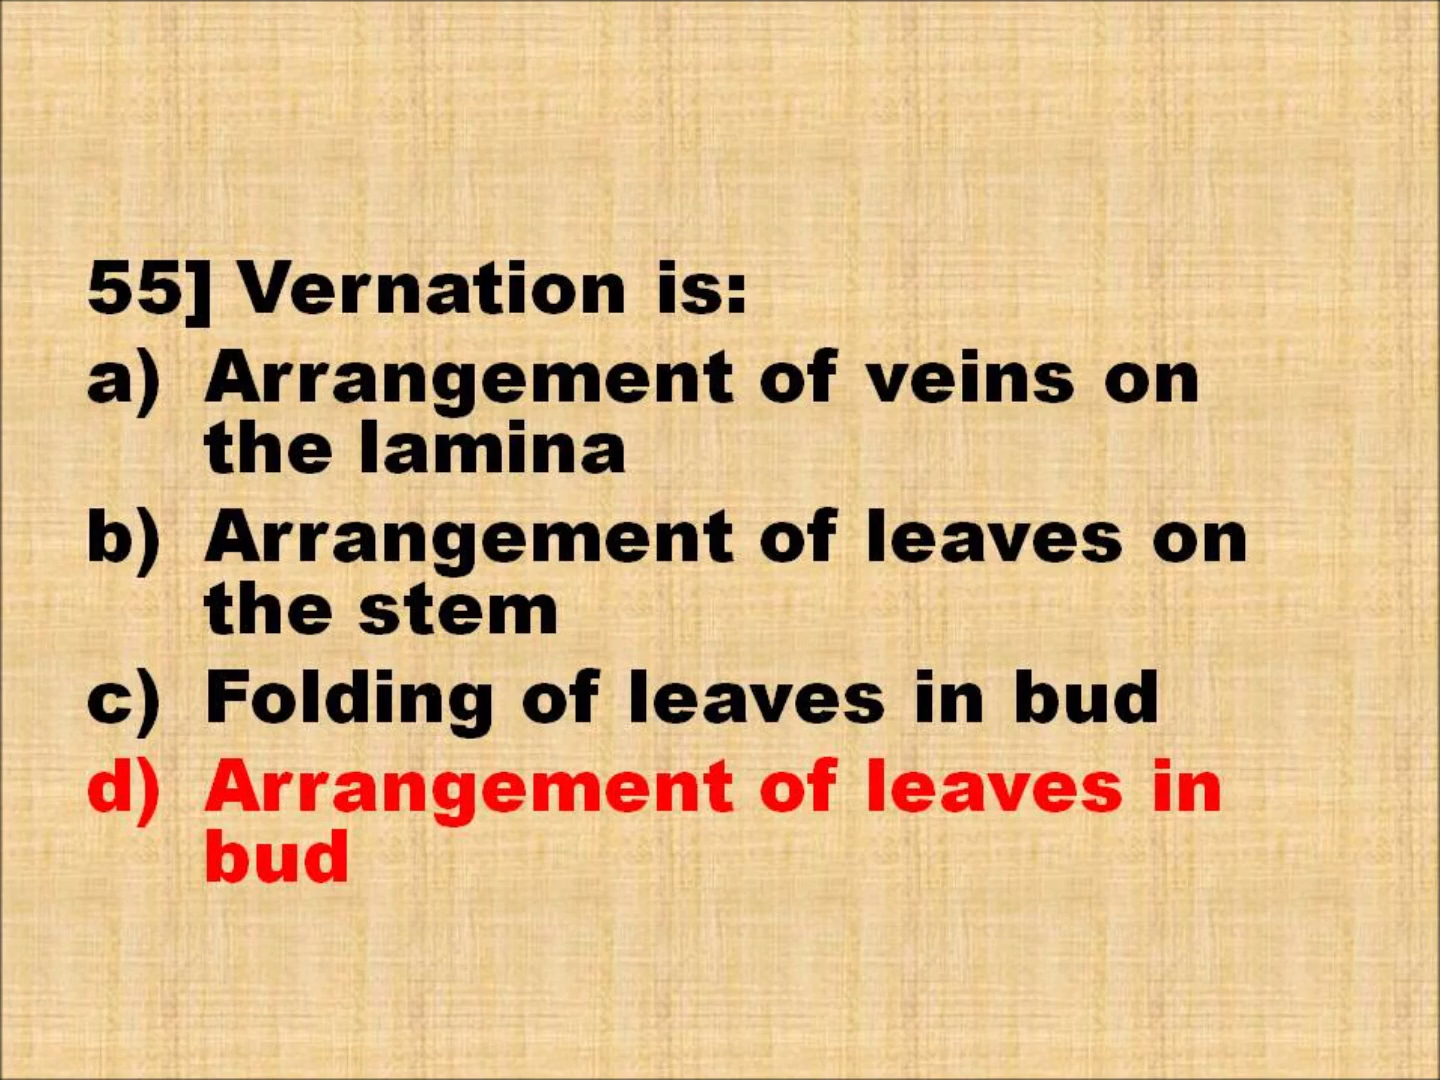 55] Vernation is:
a) Arrangement of veins on
the lamina
b) Arrangement of leaves on
the stem
c) Folding of leaves in bud
d) Arrangement of leaves in
bud